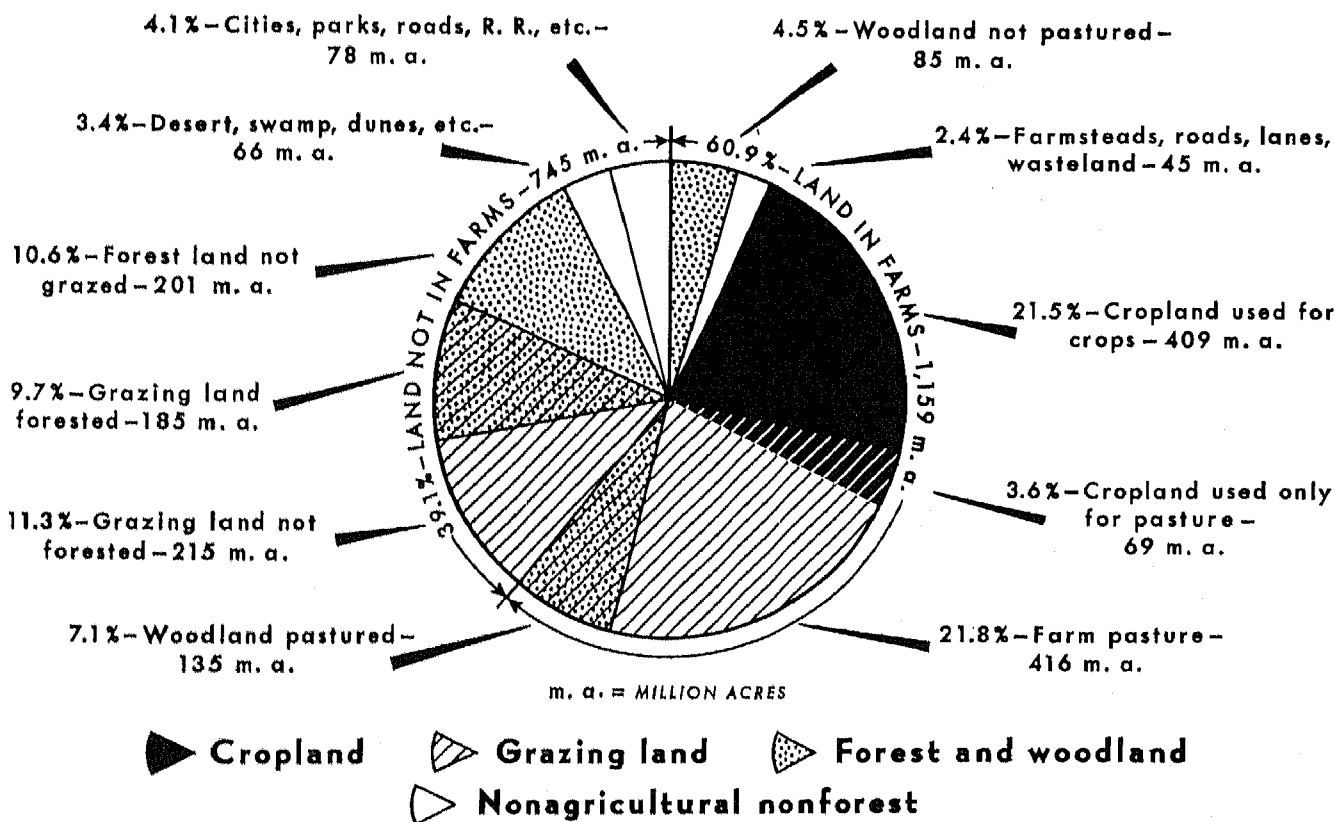 4.1%–Cities, parks, roads, R. R., etc.–
78 m. a.
4.5%–Woodland not pastured–
85 m. a.
3.4%–Desert, swamp, dunes, etc.–
66 m. a.
2.4%–Farmsteads, roads, lanes,
wasteland–45 m. a.
39.1%–LAND NOT IN FARMS–745 m. a.
60.9%–LAND IN FARMS–1,159 m. a.
10.6%–Forest land not
grazed–201 m. a.
21.5%–Cropland used for
crops–409 m. a.
9.7%–Grazing land
forested–185 m. a.
3.6%–Cropland used only
for pasture–
69 m. a.
11.3%–Grazing land not
forested–215 m. a.
7.1%–Woodland pastured–
135 m. a.
21.8%–Farm pasture–
416 m. a.
m. a. = MILLION ACRES
Cropland
Grazing land
Forest and woodland
Nonagricultural nonforest